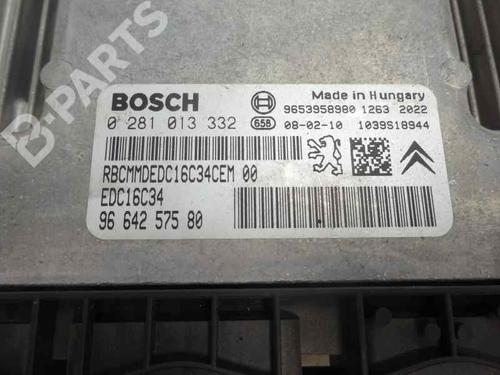 B-PARTS
BOSCH
Made in Hungary
9653958980 1263 2022
0 281 013 332
658
08-02-10 1039S18944
RBCMMDEDC16C34CEM 00
EDC16C34
96 642 575 80